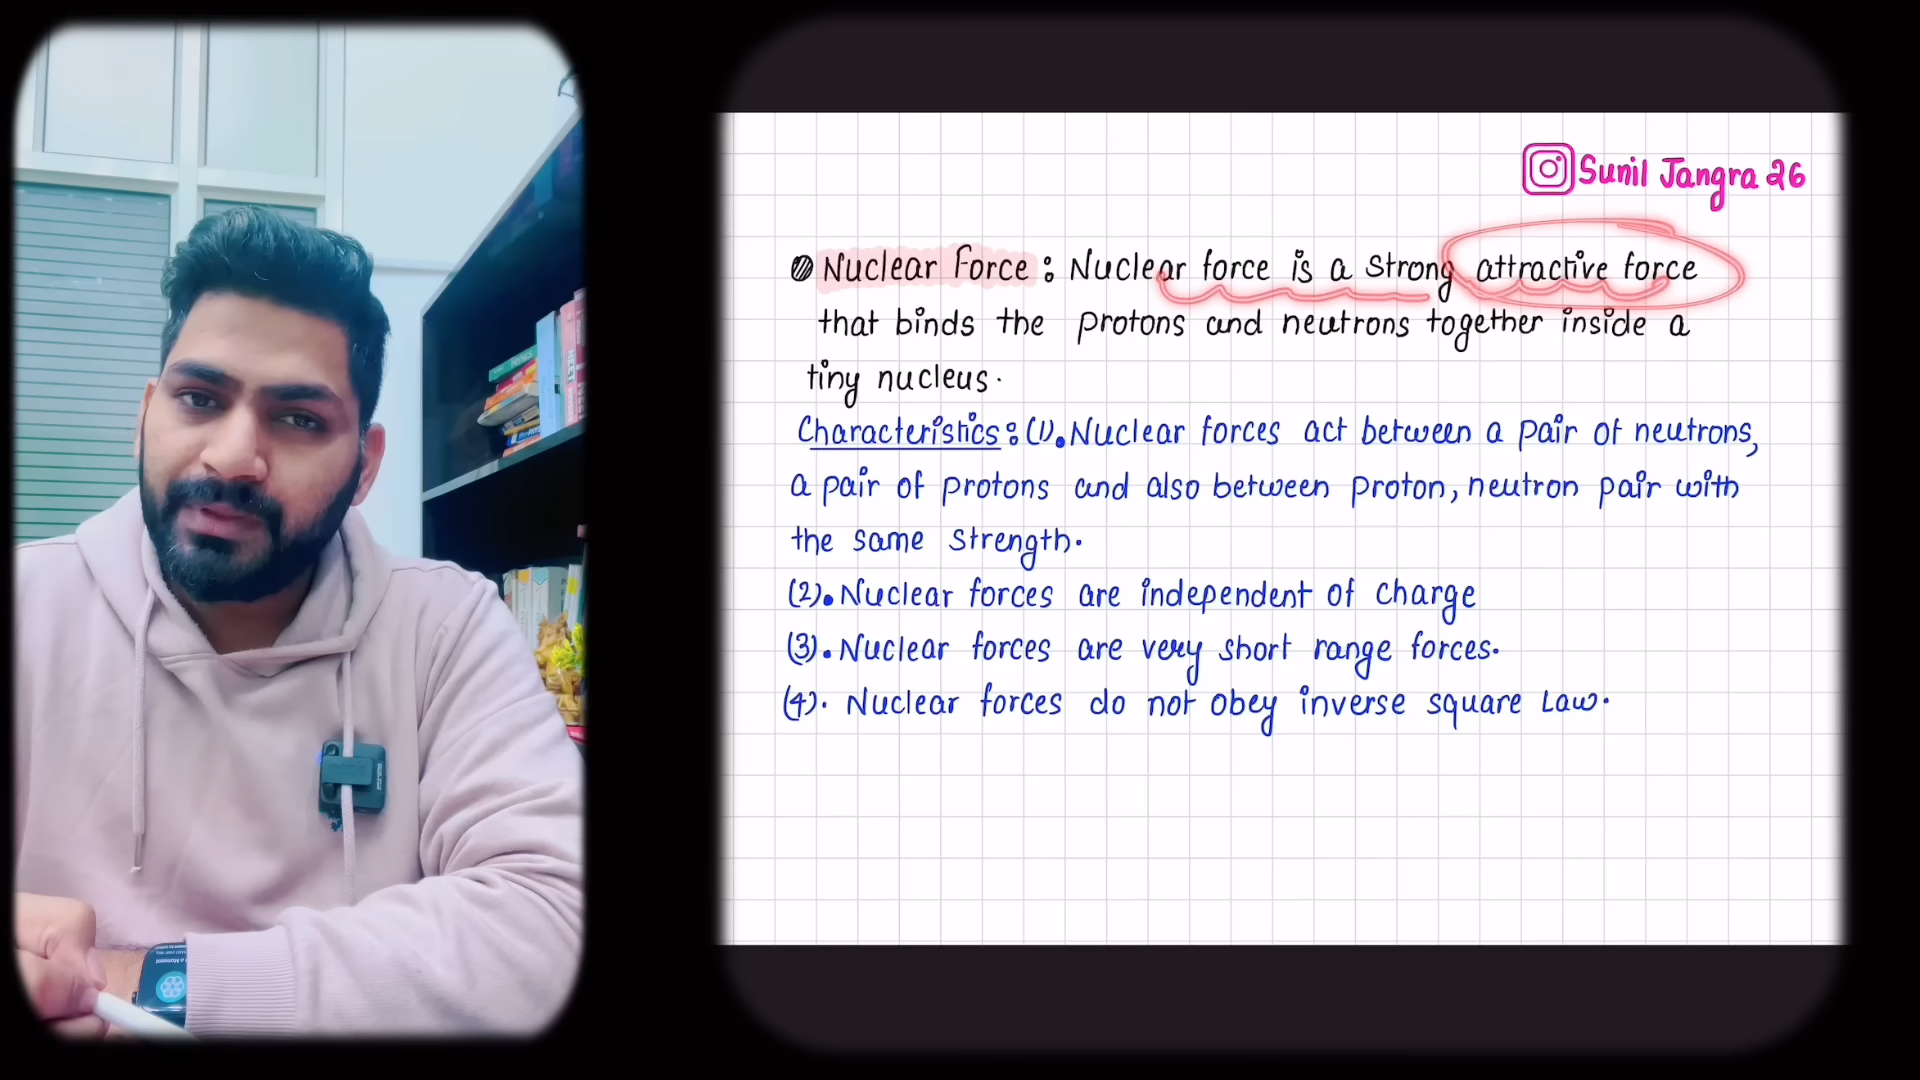 Sunil Jangra 26
Nuclear Force : Nuclear force is a strong attractive force
that binds the protons and neutrons together inside a
tiny nucleus.
Characteristics : (1). Nuclear forces act between a pair of neutrons,
a pair of protons and also between proton, neutron pair with
the same strength.
(2). Nuclear forces are independent of charge
(3). Nuclear forces are very short range forces.
(4). Nuclear forces do not obey inverse square Law.